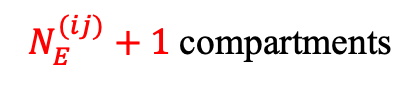 $N_E^{(ij)} + 1$ compartments